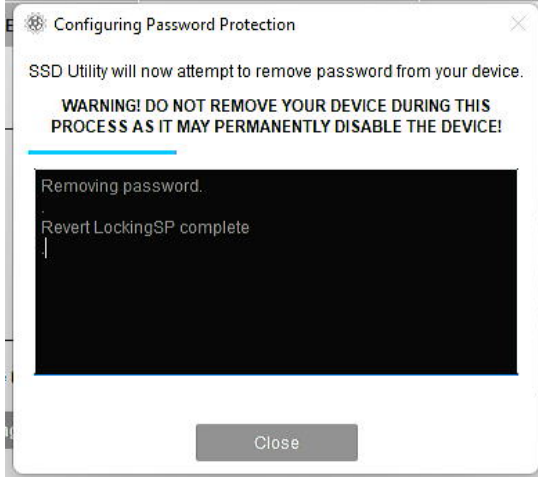 Configuring Password Protection
SSD Utility will now attempt to remove password from your device.
WARNING! DO NOT REMOVE YOUR DEVICE DURING THIS
PROCESS AS IT MAY PERMANENTLY DISABLE THE DEVICE!
Removing password.
.
Revert LockingSP complete
.
Close